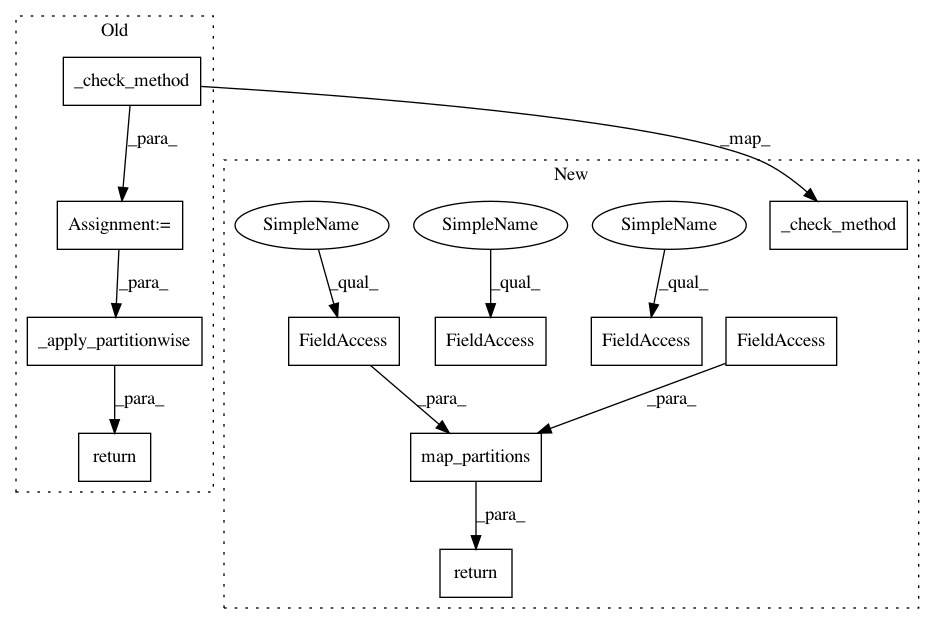 Old
_check_method
_para_
_map_
New
Assignment:=
SimpleName
SimpleName
SimpleName
_check_method
_para_
_qual_
_qual_
_qual_
_apply_partitionwise
FieldAccess
FieldAccess
FieldAccess
FieldAccess
_para_
_para_
_para_
return
map_partitions
_para_
return